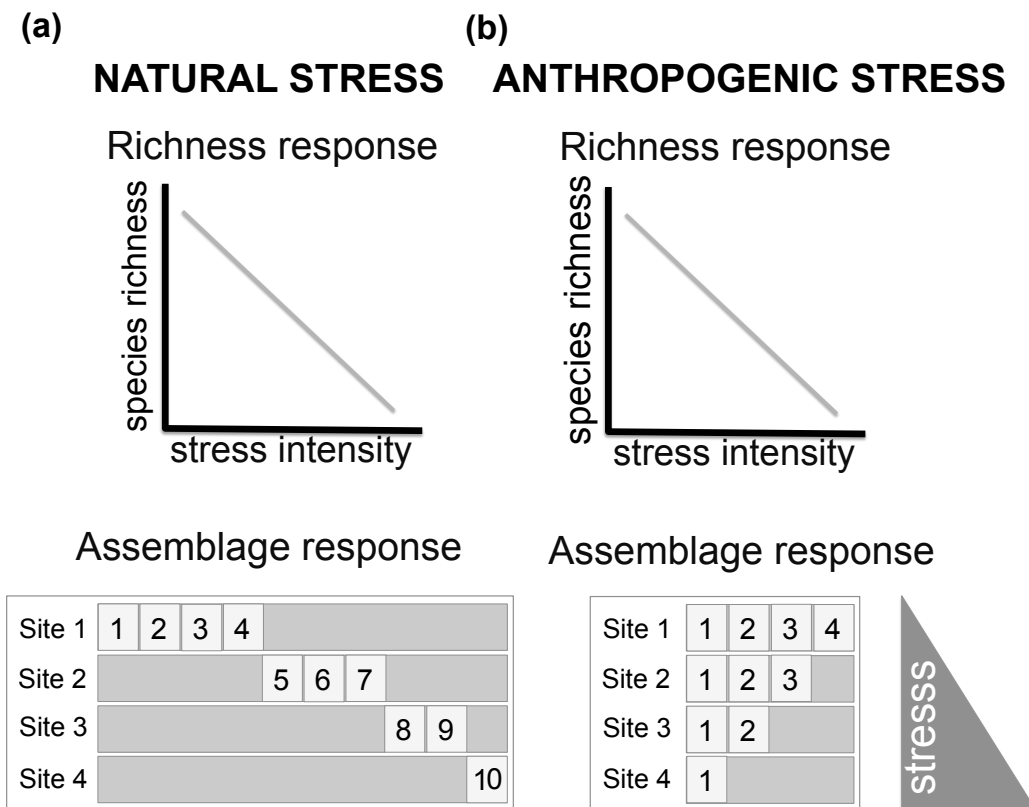 (a)
NATURAL STRESS
Richness response
species richness
stress intensity
Assemblage response
Site 1 1 2 3 4
Site 2 5 6 7
Site 3 8 9
Site 4 10
(b)
ANTHROPOGENIC STRESS
Richness response
species richness
stress intensity
Assemblage response
Site 1 1 2 3 4
Site 2 1 2 3
Site 3 1 2
Site 4 1
stresss